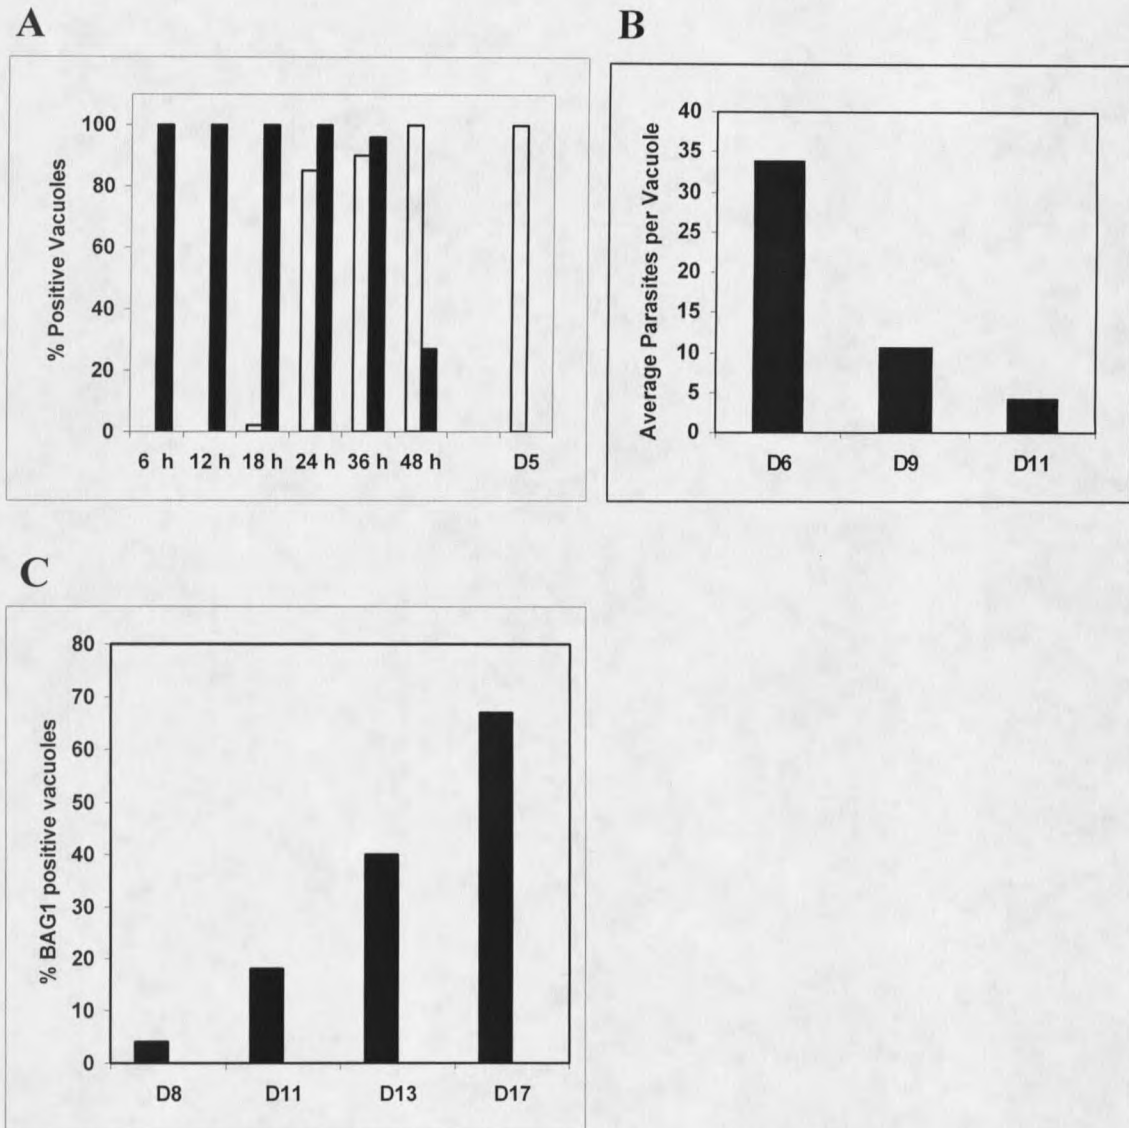 A
% Positive Vacuoles
100
80
60
40
20
0
6 h 12 h 18 h 24 h 36 h 48 h D5
B
Average Parasites per Vacuole
40
35
30
25
20
15
10
5
0
D6 D9 D11
C
% BAG1 positive vacuoles
80
70
60
50
40
30
20
10
0
D8 D11 D13 D17